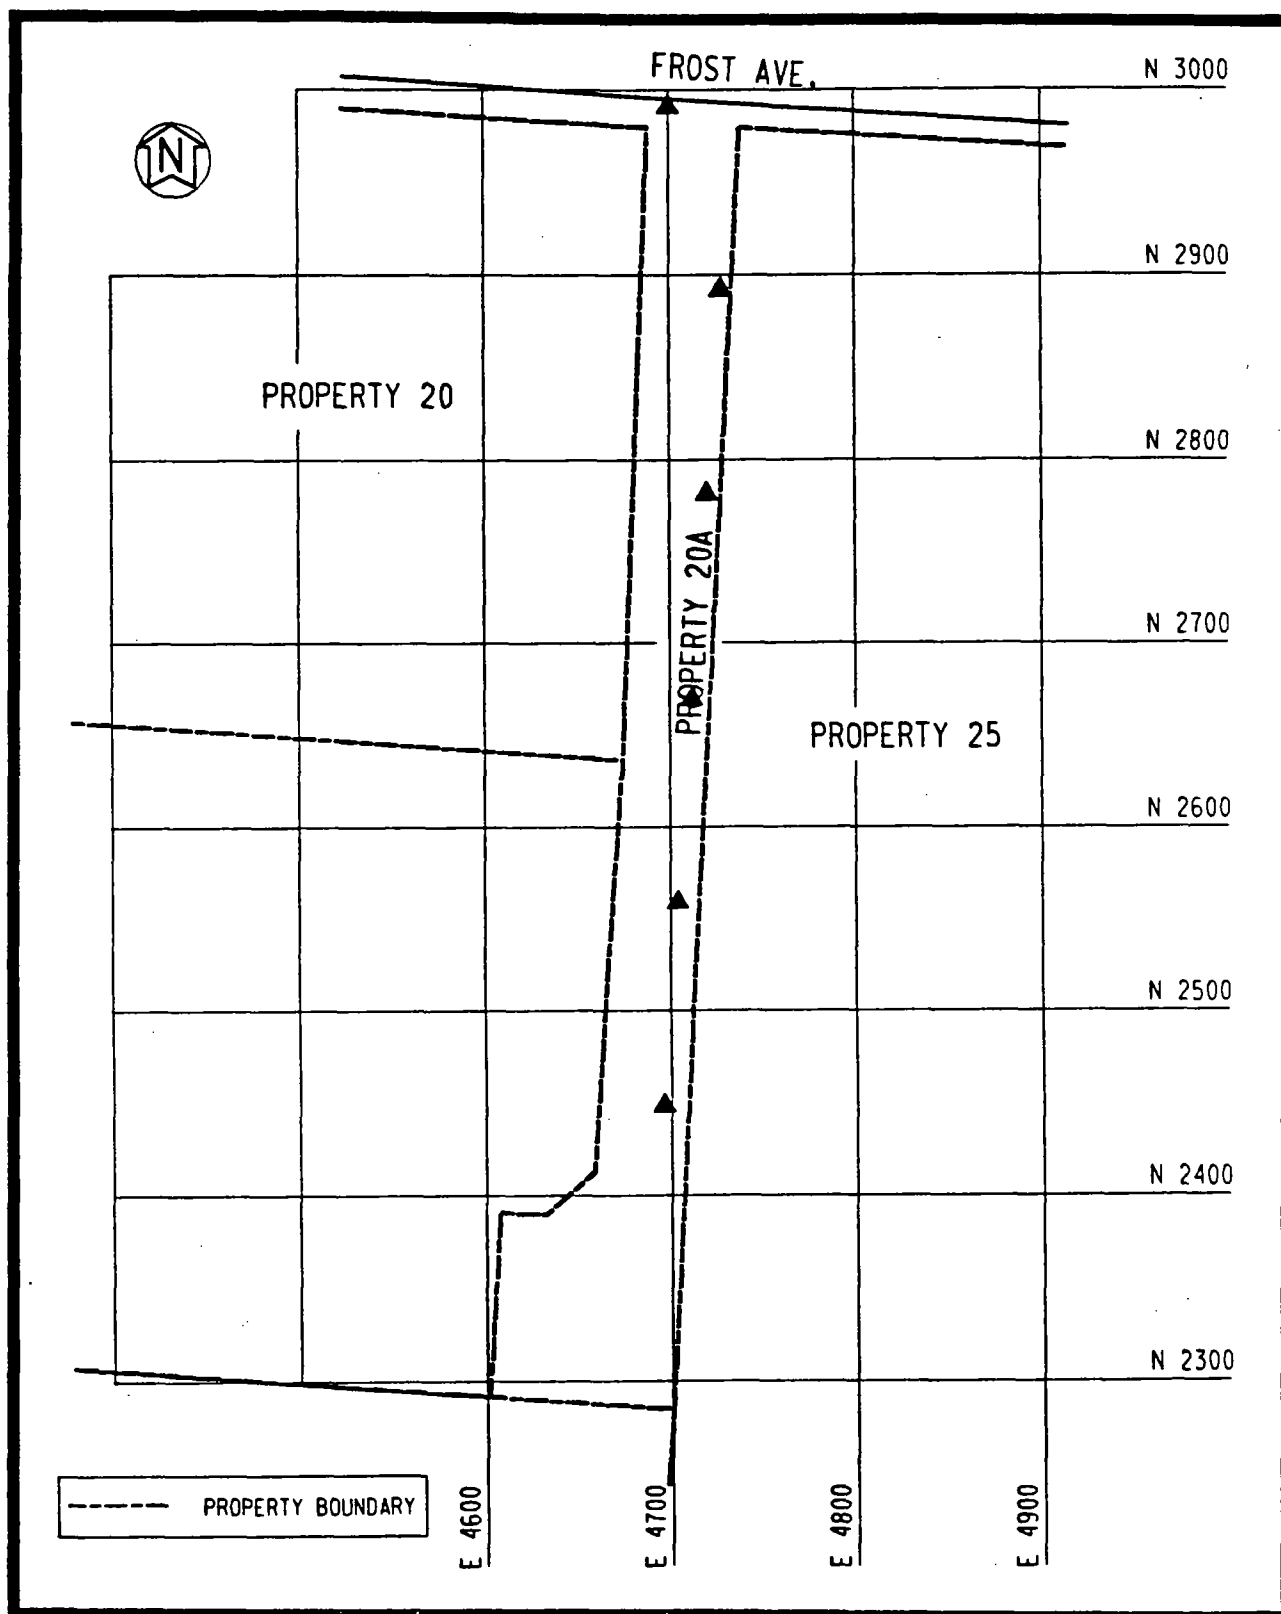 FROST AVE.
N 3000
N
N 2900
PROPERTY 20
N 2800
PROPERTY 20A
N 2700
PROPERTY 25
N 2600
N 2500
N 2400
N 2300
PROPERTY BOUNDARY
E 4600
E 4700
E 4800
E 4900